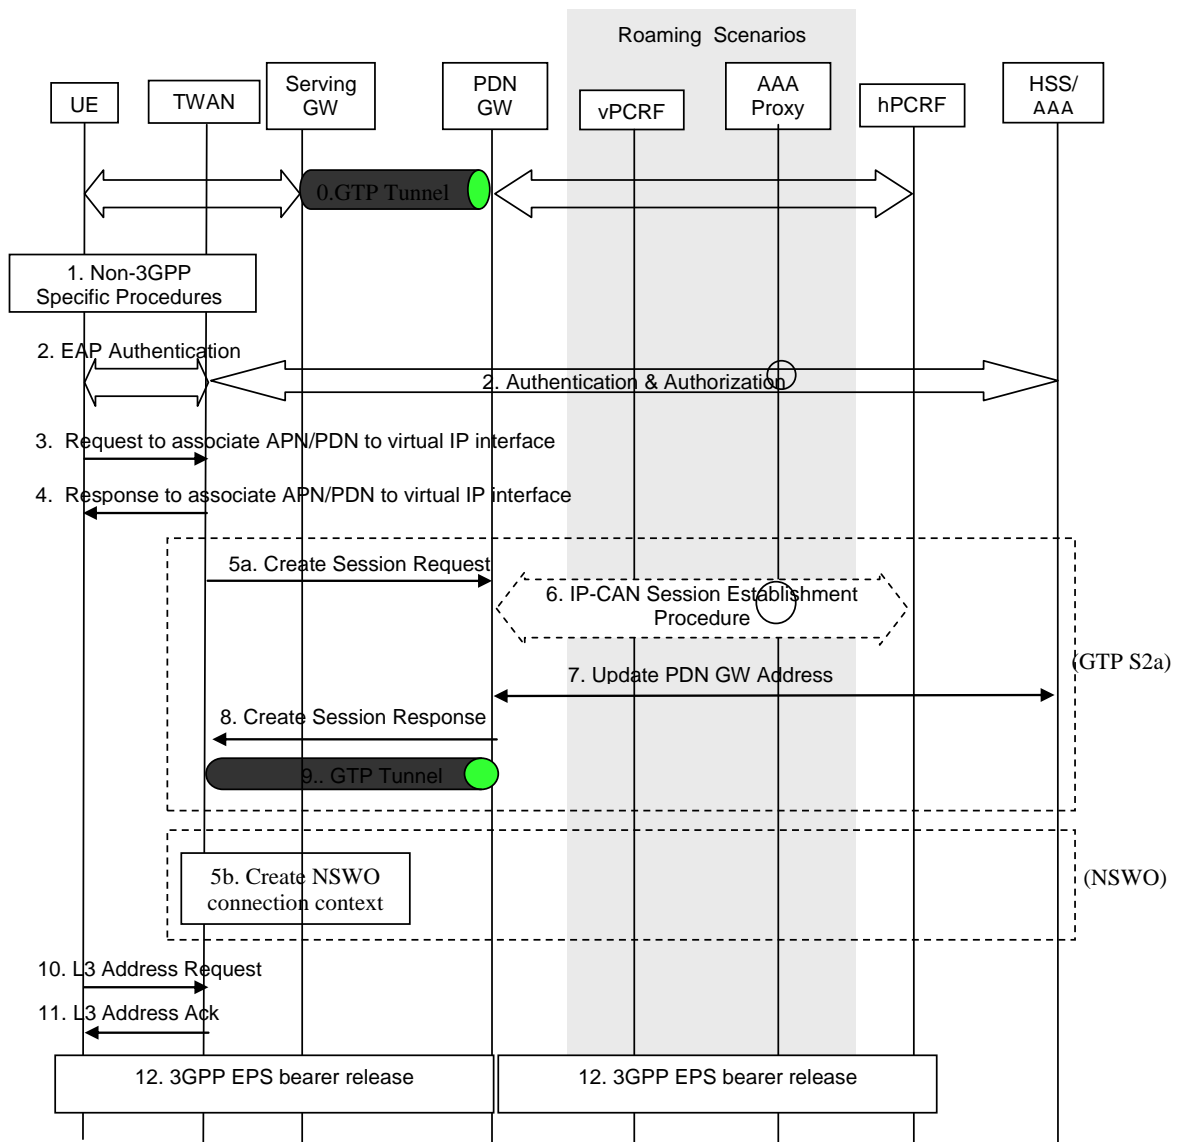 Roaming Scenarios
UE
TWAN
Serving
GW
PDN
GW
vPCRF
AAA
Proxy
hPCRF
HSS/
AAA
0.GTP Tunnel
1. Non-3GPP
Specific Procedures
2. EAP Authentication
2. Authentication & Authorization
3. Request to associate APN/PDN to virtual IP interface
4. Response to associate APN/PDN to virtual IP interface
5a. Create Session Request
6. IP-CAN Session Establishment
Procedure
(GTP S2a)
7. Update PDN GW Address
8. Create Session Response
9.. GTP Tunnel
5b. Create NSWO
connection context
(NSWO)
10. L3 Address Request
11. L3 Address Ack
12. 3GPP EPS bearer release
12. 3GPP EPS bearer release